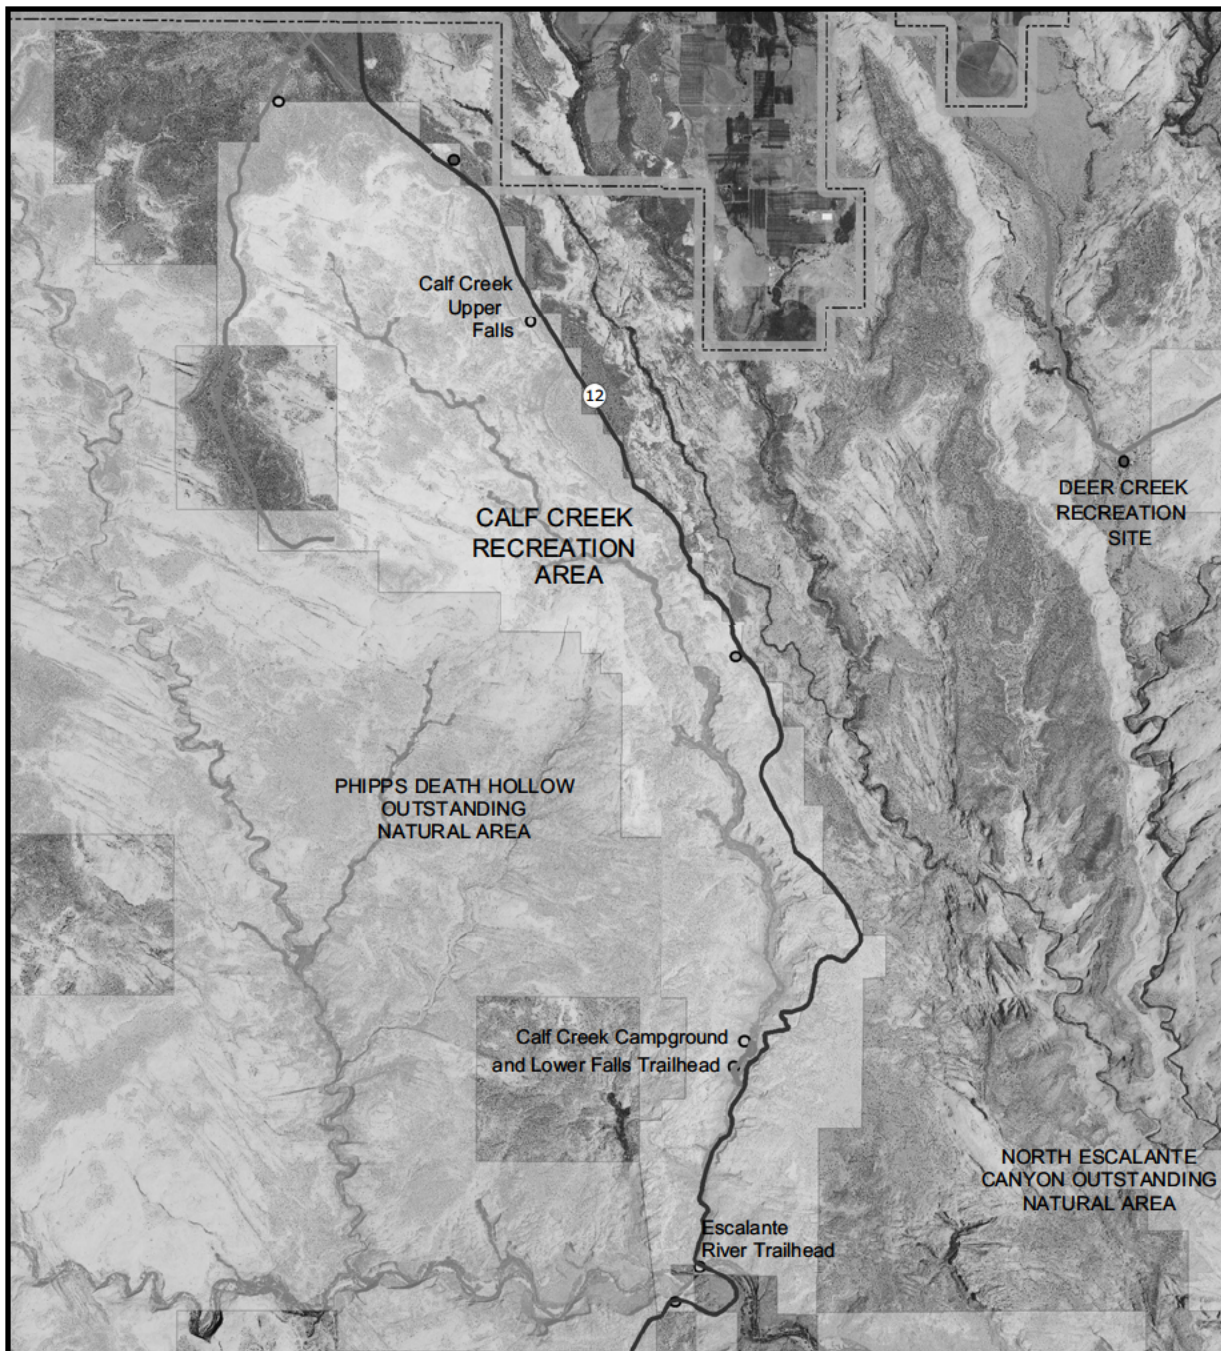 Calf Creek
Upper
Falls
12
CALF CREEK
RECREATION
AREA
DEER CREEK
RECREATION
SITE
PHIPPS DEATH HOLLOW
OUTSTANDING
NATURAL AREA
Calf Creek Campground
and Lower Falls Trailhead
NORTH ESCALANTE
CANYON OUTSTANDING
NATURAL AREA
Escalante
River Trailhead